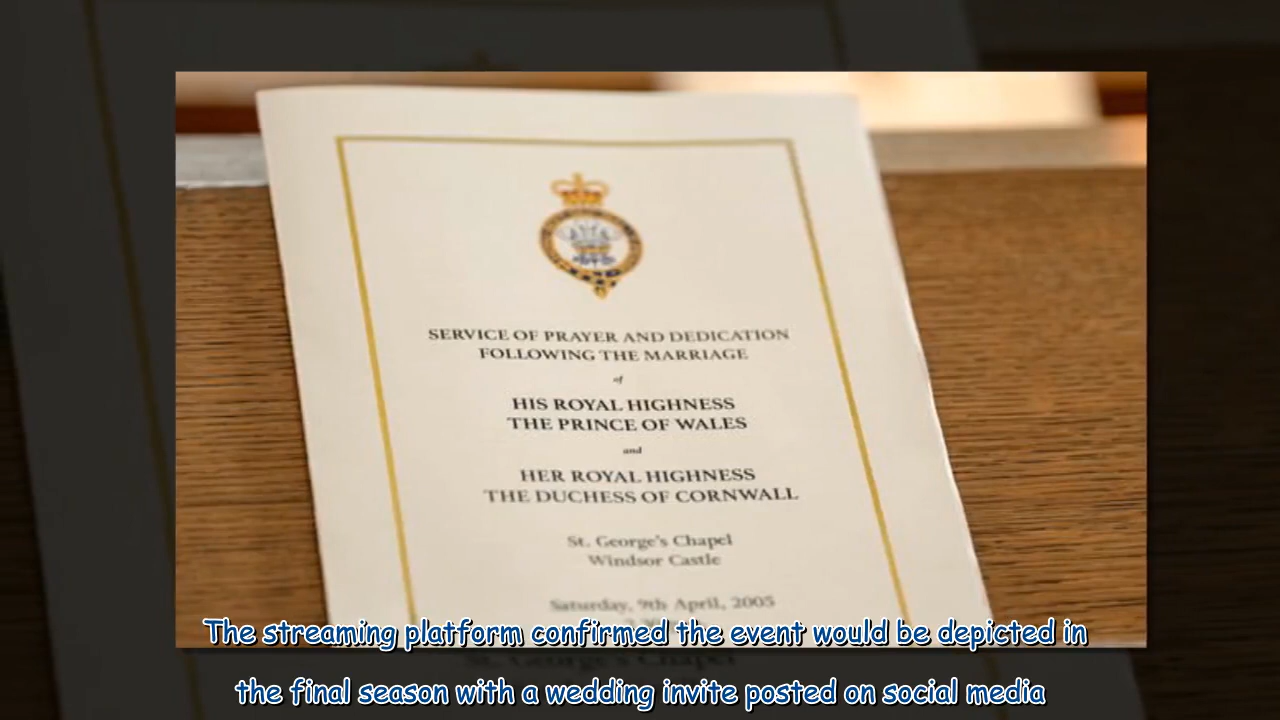 SERVICE OF PRAYER AND DEDICATION
FOLLOWING THE MARRIAGE
of
HIS ROYAL HIGHNESS
THE PRINCE OF WALES
and
HER ROYAL HIGHNESS
THE DUCHESS OF CORNWALL
St. George's Chapel
Windsor Castle
Saturday, 9th April, 2005
The streaming platform confirmed the event would be depicted in
the final season with a wedding invite posted on social media